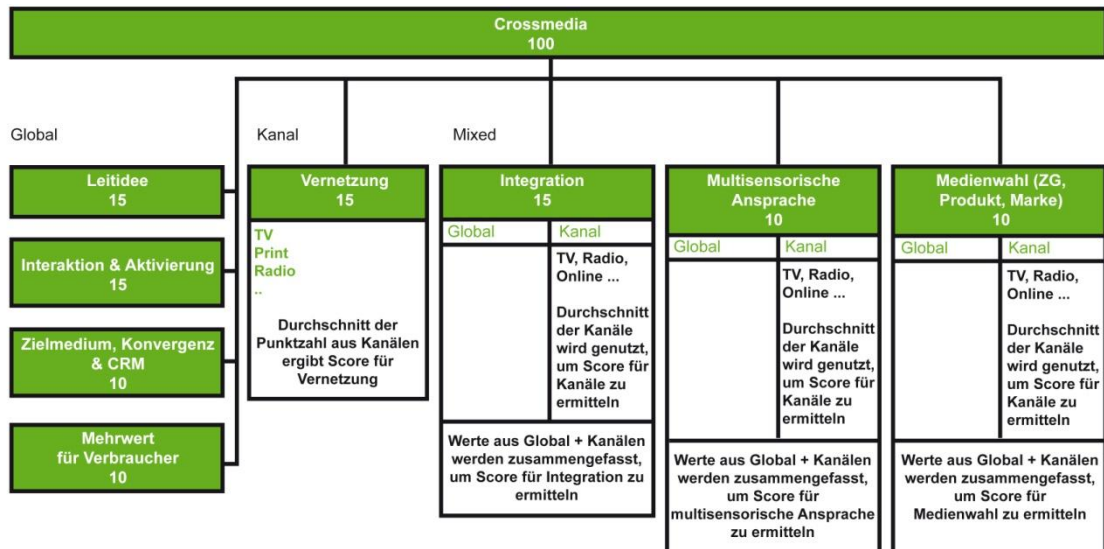 Crossmedia
100
Global
Leitidee
15
Interaktion & Aktivierung
15
Zielmedium, Konvergenz
& CRM
10
Mehrwert
für Verbraucher
10
Kanal
Vernetzung
15
TV
Print
Radio
..
Durchschnitt der
Punktzahl aus Kanälen
ergibt Score für
Vernetzung
Mixed
Integration
15
Global
Kanal
TV, Radio,
Online ...
Durchschnitt
der Kanäle
wird genutzt,
um Score für
Kanäle zu
ermitteln
Werte aus Global + Kanälen
werden zusammengefasst,
um Score für Integration zu
ermitteln
Multisensorische
Ansprache
10
Global
Kanal
TV, Radio,
Online ...
Durchschnitt
der Kanäle
wird genutzt,
um Score für
Kanäle zu
ermitteln
Werte aus Global + Kanälen
werden zusammengefasst,
um Score für
multisensorische Ansprache
zu ermitteln
Medienwahl (ZG,
Produkt, Marke)
10
Global
Kanal
TV, Radio,
Online ...
Durchschnitt
der Kanäle
wird genutzt,
um Score für
Kanäle zu
ermitteln
Werte aus Global + Kanälen
werden zusammengefasst,
um Score für
Medienwahl zu ermitteln